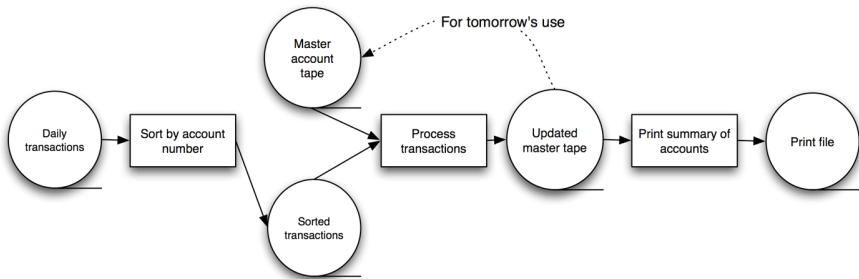 For tomorrow's use
Master
account
tape
Daily
transactions
Sort by account
number
Process
transactions
Updated
master tape
Print summary of
accounts
Print file
Sorted
transactions